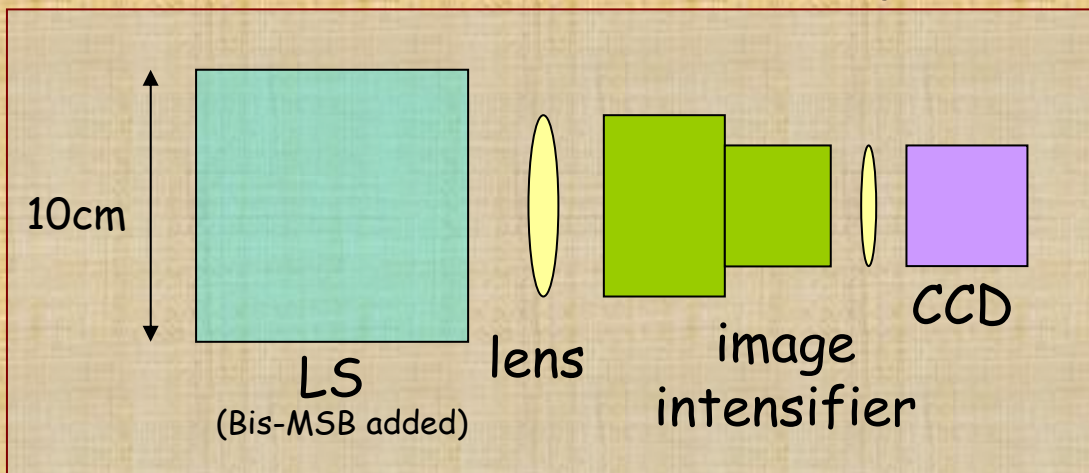 10cm
LS
(Bis-MSB added)
lens
image
intensifier
CCD